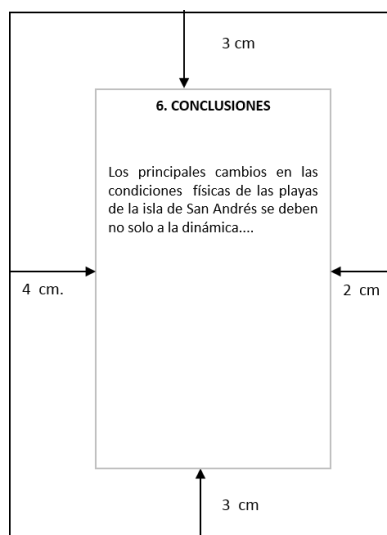 3 cm
6. CONCLUSIONES
Los principales cambios en las
condiciones físicas de las playas
de la isla de San Andrés se deben
no solo a la dinámica....
4 cm.
2 cm
3 cm